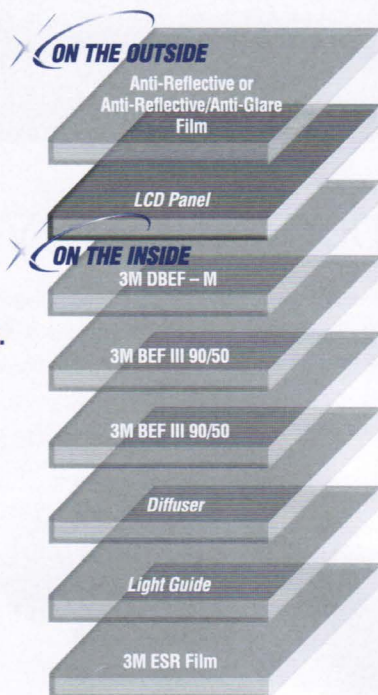 ON THE OUTSIDE
Anti-Reflective or
Anti-Reflective/Anti-Glare
Film
LCD Panel
ON THE INSIDE
3M DBEF – M
3M BEF III 90/50
3M BEF III 90/50
Diffuser
Light Guide
3M ESR Film